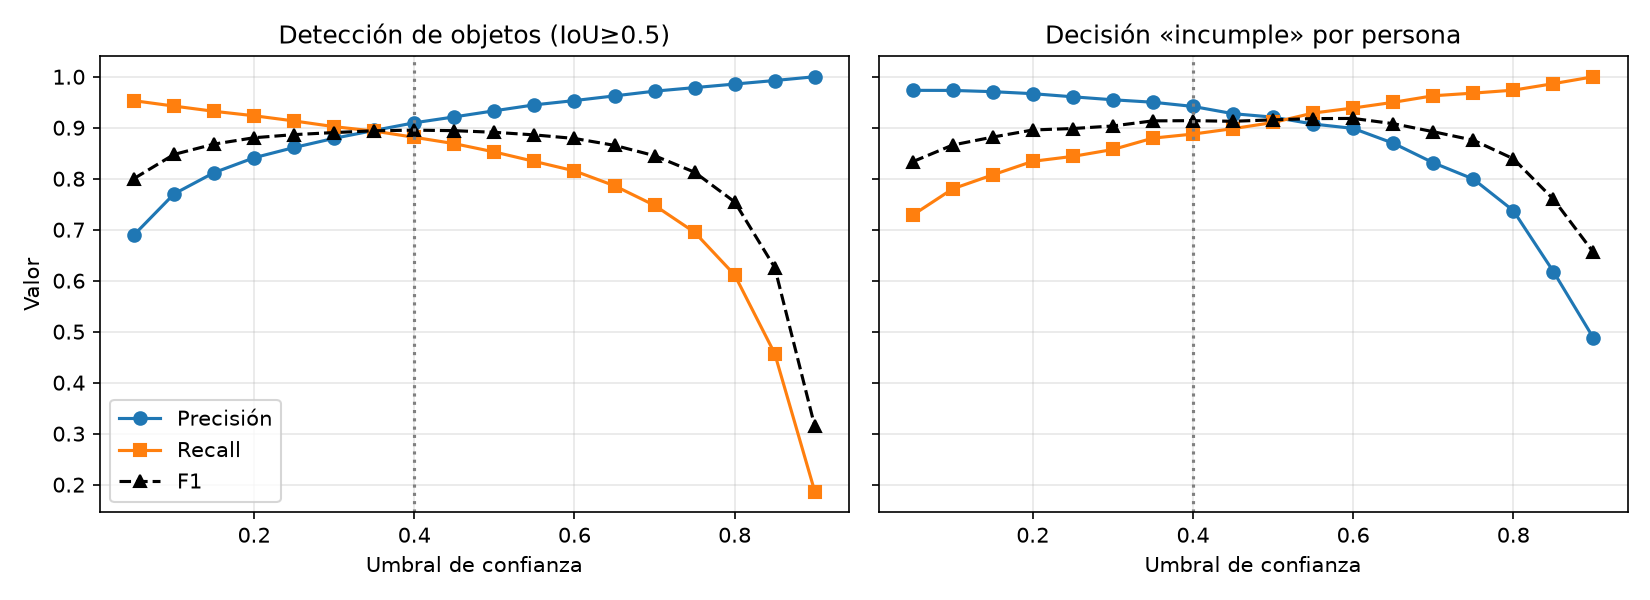 Detección de objetos (IoU≥0.5)
Decisión «incumple» por persona
Valor
1.0
0.9
0.8
0.7
0.6
0.5
0.4
0.3
0.2
Precisión
Recall
F1
0.2 0.4 0.6 0.8
0.2 0.4 0.6 0.8
Umbral de confianza
Umbral de confianza